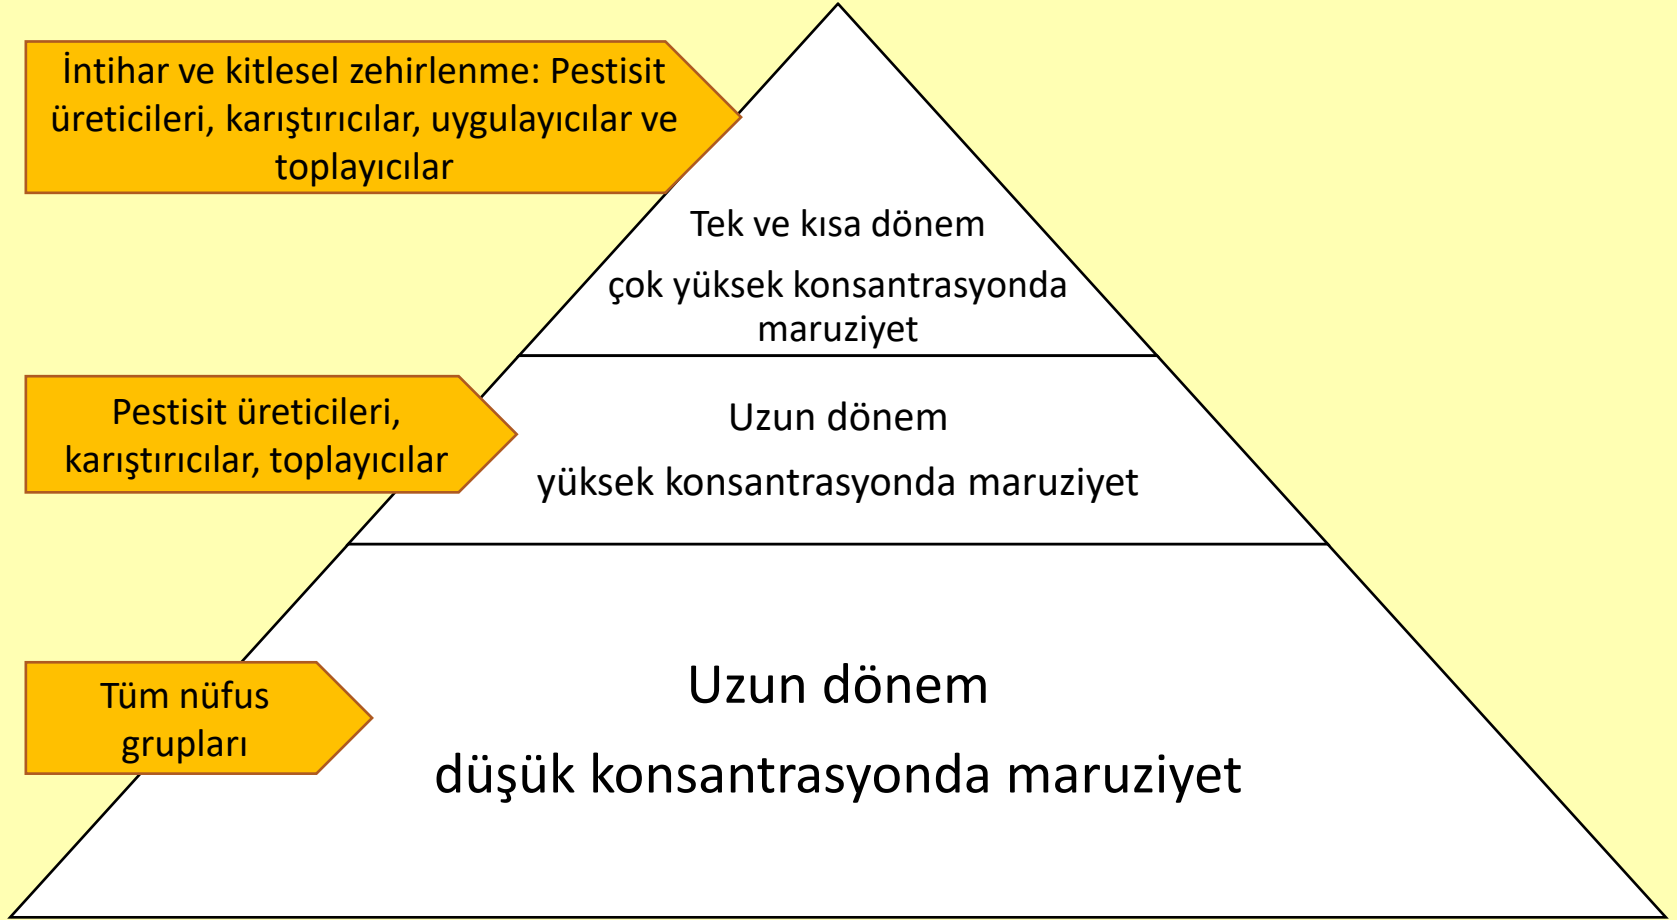 İntihar ve kitlesel zehirlenme: Pestisit
üreticileri, karıştırıcılar, uygulayıcılar ve
toplayıcılar
Tek ve kısa dönem
çok yüksek konsantrasyonda
maruziyet
Pestisit üreticileri,
karıştırıcılar, toplayıcılar
Uzun dönem
yüksek konsantrasyonda maruziyet
Tüm nüfus
grupları
Uzun dönem
düşük konsantrasyonda maruziyet